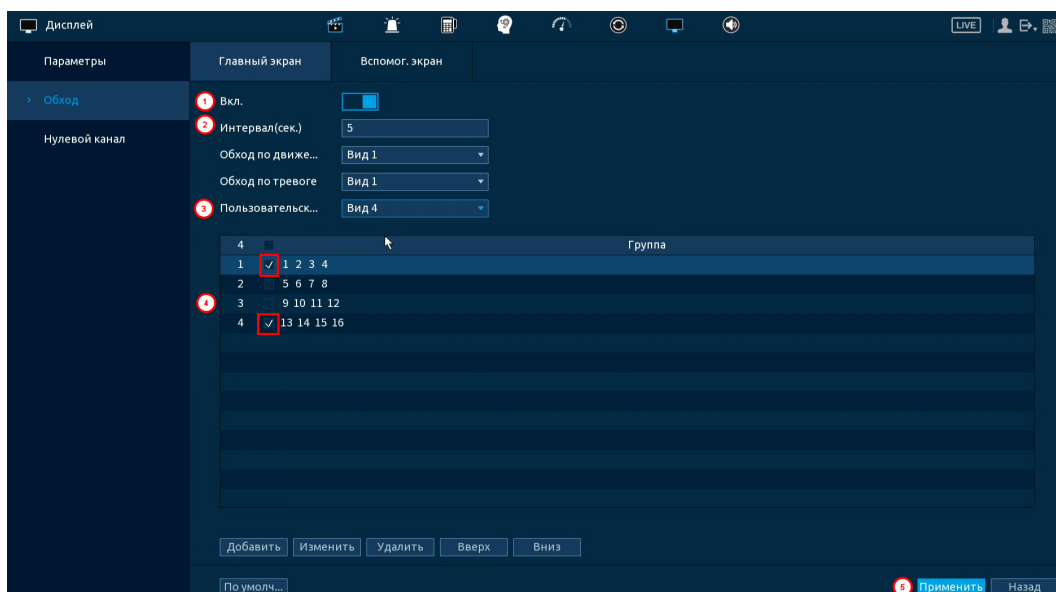 Дисплей LIVE
Параметры
Обход
Нулевой канал
Главный экран Вспомог. экран
1 Вкл.
2 Интервал(сек.) 5
Обход по движе... Вид 1
Обход по тревоге Вид 1
3 Пользовательск... Вид 4
4 Группа
1 1 2 3 4
2 5 6 7 8
4 3 9 10 11 12
4 13 14 15 16
Добавить Изменить Удалить Вверх Вниз
По умолч... 5 Применить Назад